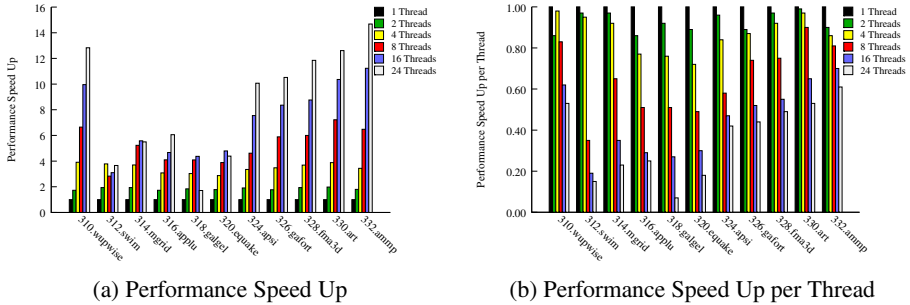 Performance Speed Up
16
14
12
10
8
6
4
2
0
310.wupwise
312.swim
314.mgrid
316.applu
318.galgel
320.equake
324.apsi
326.gafort
328.fma3d
330.art
332.ammp
1 Thread
2 Threads
4 Threads
8 Threads
16 Threads
24 Threads
(a) Performance Speed Up
Performance Speed Up per Thread
1.00
0.80
0.60
0.40
0.20
0.00
310.wupwise
312.swim
314.mgrid
316.applu
318.galgel
320.equake
324.apsi
326.gafort
328.fma3d
330.art
332.ammp
1 Thread
2 Threads
4 Threads
8 Threads
16 Threads
24 Threads
(b) Performance Speed Up per Thread